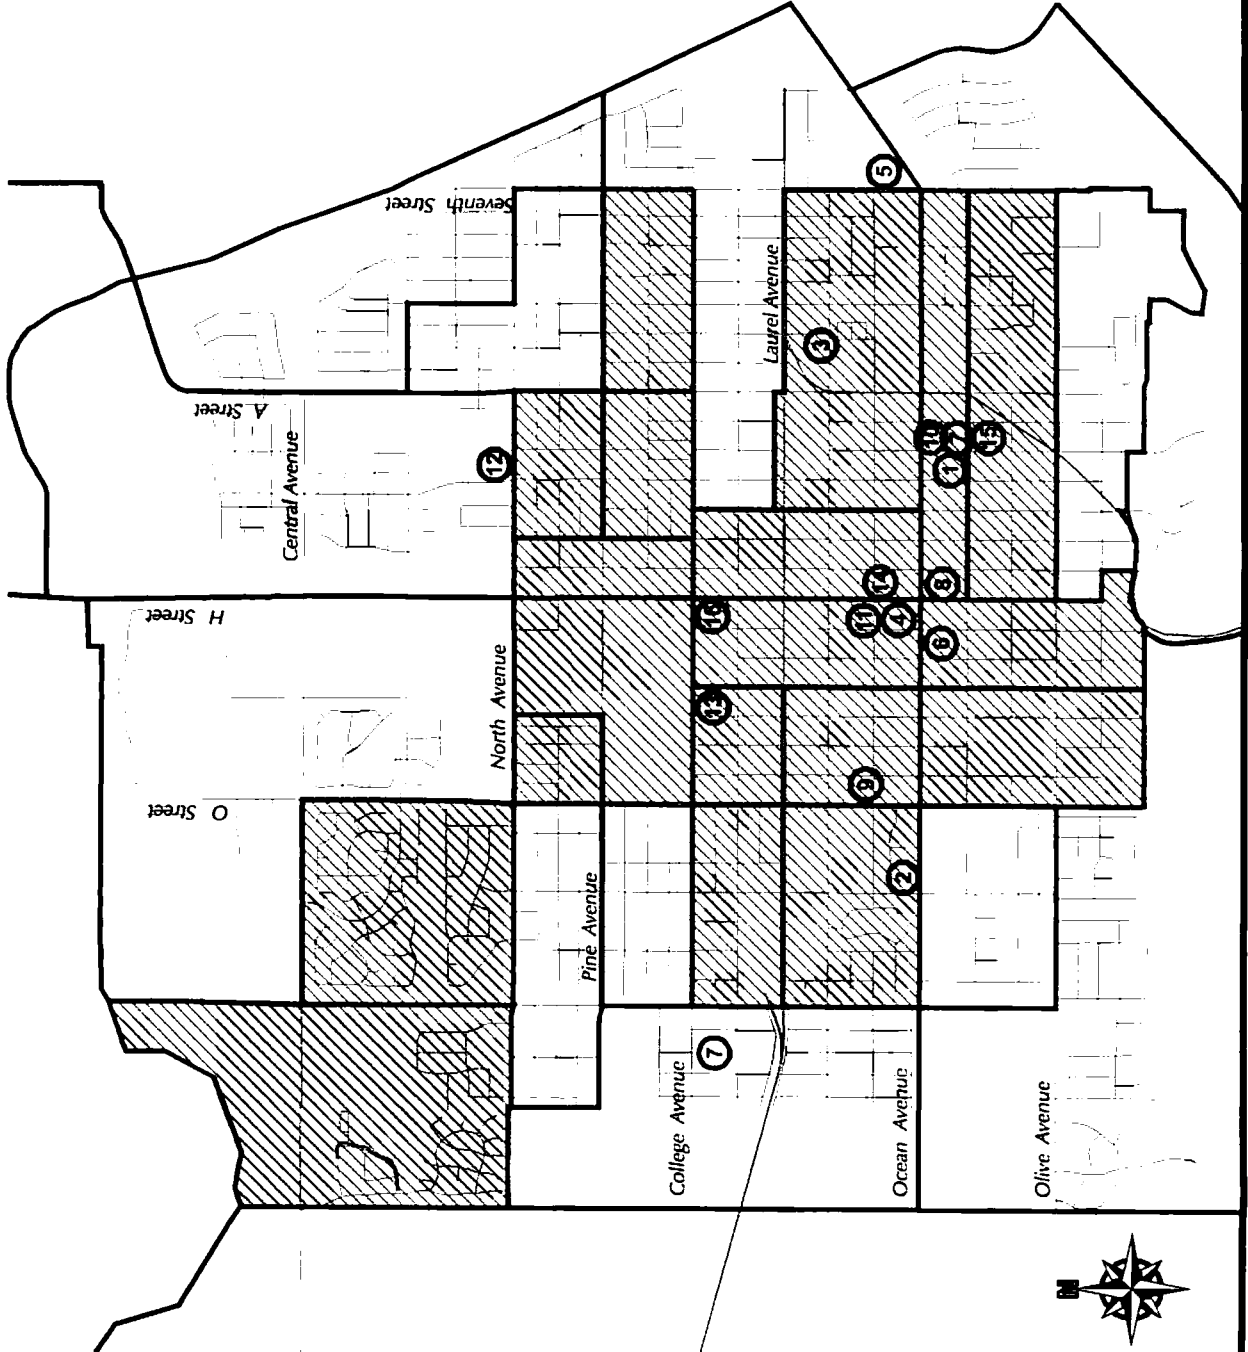 Seventh Street
A Street
Central Avenue
H Street
North Avenue
O Street
Pine Avenue
Laurel Avenue
College Avenue
Ocean Avenue
Olive Avenue
5
3
12
10
15
1
14
8
16
11
4
6
13
9
2
7
N